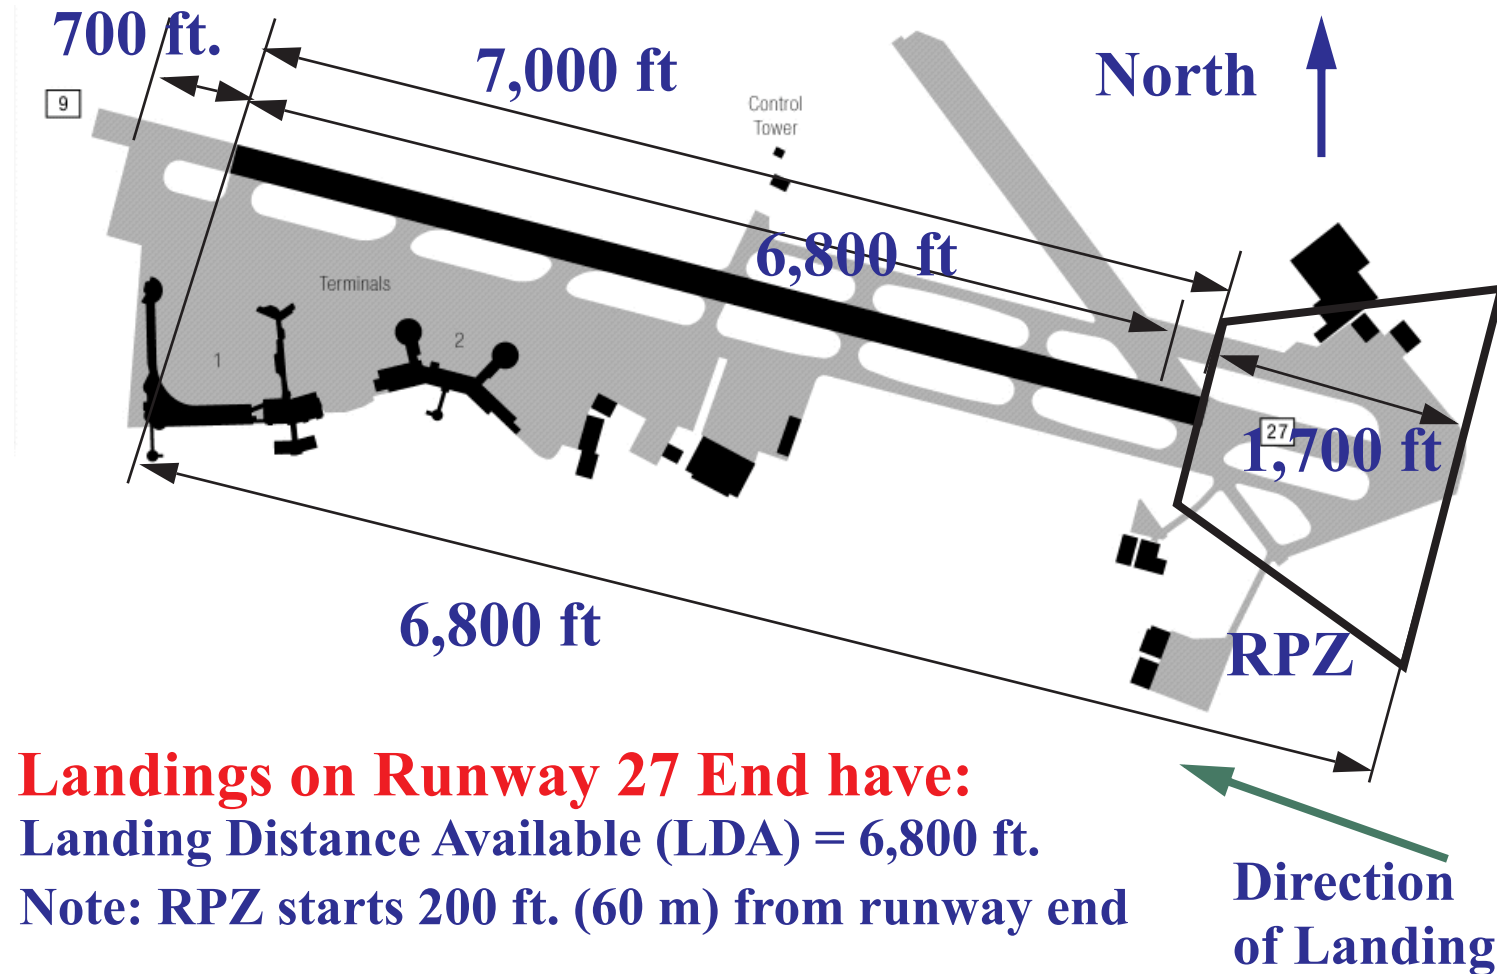 700 ft.
7,000 ft
North
9
Control
Tower
6,800 ft
Terminals
1
2
27
1,700 ft
6,800 ft
RPZ
Landings on Runway 27 End have:
Landing Distance Available (LDA) = 6,800 ft.
Note: RPZ starts 200 ft. (60 m) from runway end
Direction
of Landing